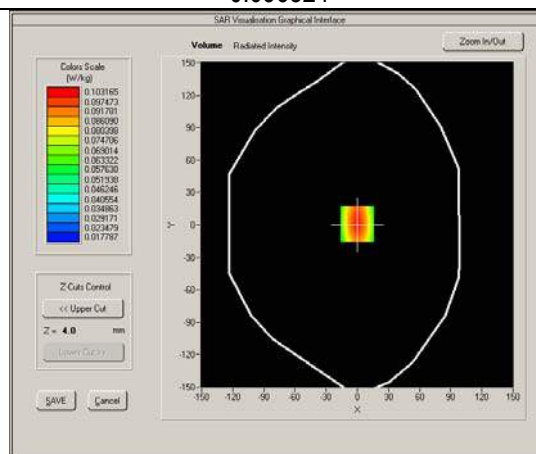 SAR Visualisation Graphical Interface
Volume Radiated Intensity
Zoom In/Out
Colors Scale
(W/kg)
0.103165
0.097473
0.091781
0.086090
0.080398
0.074706
0.069014
0.063322
0.057630
0.051938
0.046246
0.040554
0.034863
0.029171
0.023479
0.017787
150
120
90
60
30
0
-30
-60
-90
-120
-150
Y
-150 -120 -90 -60 -30 0 30 60 90 120 150
X
Z Cuts Control
<< Upper Cut
Z = 4.0 mm
Lower Cut >>
SAVE Cancel